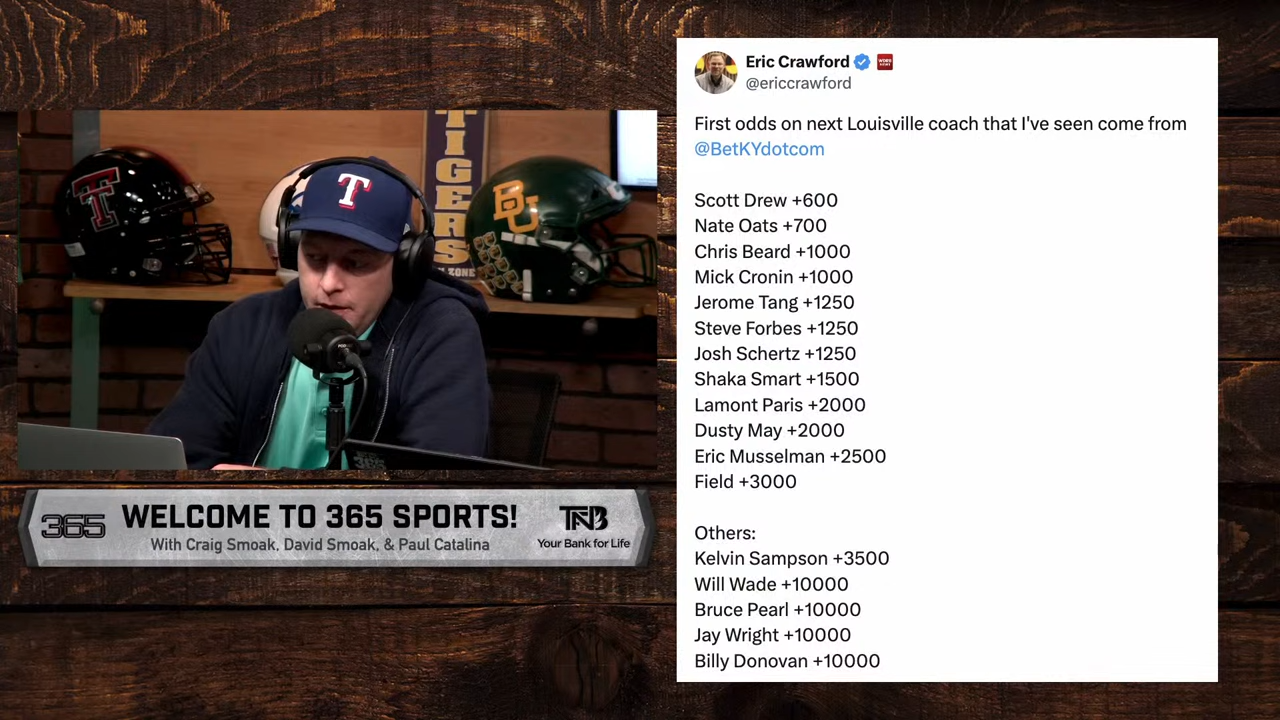 T
TIGERS
ZONE
BU
T
365
WELCOME TO 365 SPORTS!
With Craig Smoak, David Smoak, & Paul Catalina
TFNB
Your Bank for Life
Eric Crawford
@ericcrawford
First odds on next Louisville coach that I've seen come from
@BetKYdotcom
Scott Drew +600
Nate Oats +700
Chris Beard +1000
Mick Cronin +1000
Jerome Tang +1250
Steve Forbes +1250
Josh Schertz +1250
Shaka Smart +1500
Lamont Paris +2000
Dusty May +2000
Eric Musselman +2500
Field +3000
Others:
Kelvin Sampson +3500
Will Wade +10000
Bruce Pearl +10000
Jay Wright +10000
Billy Donovan +10000